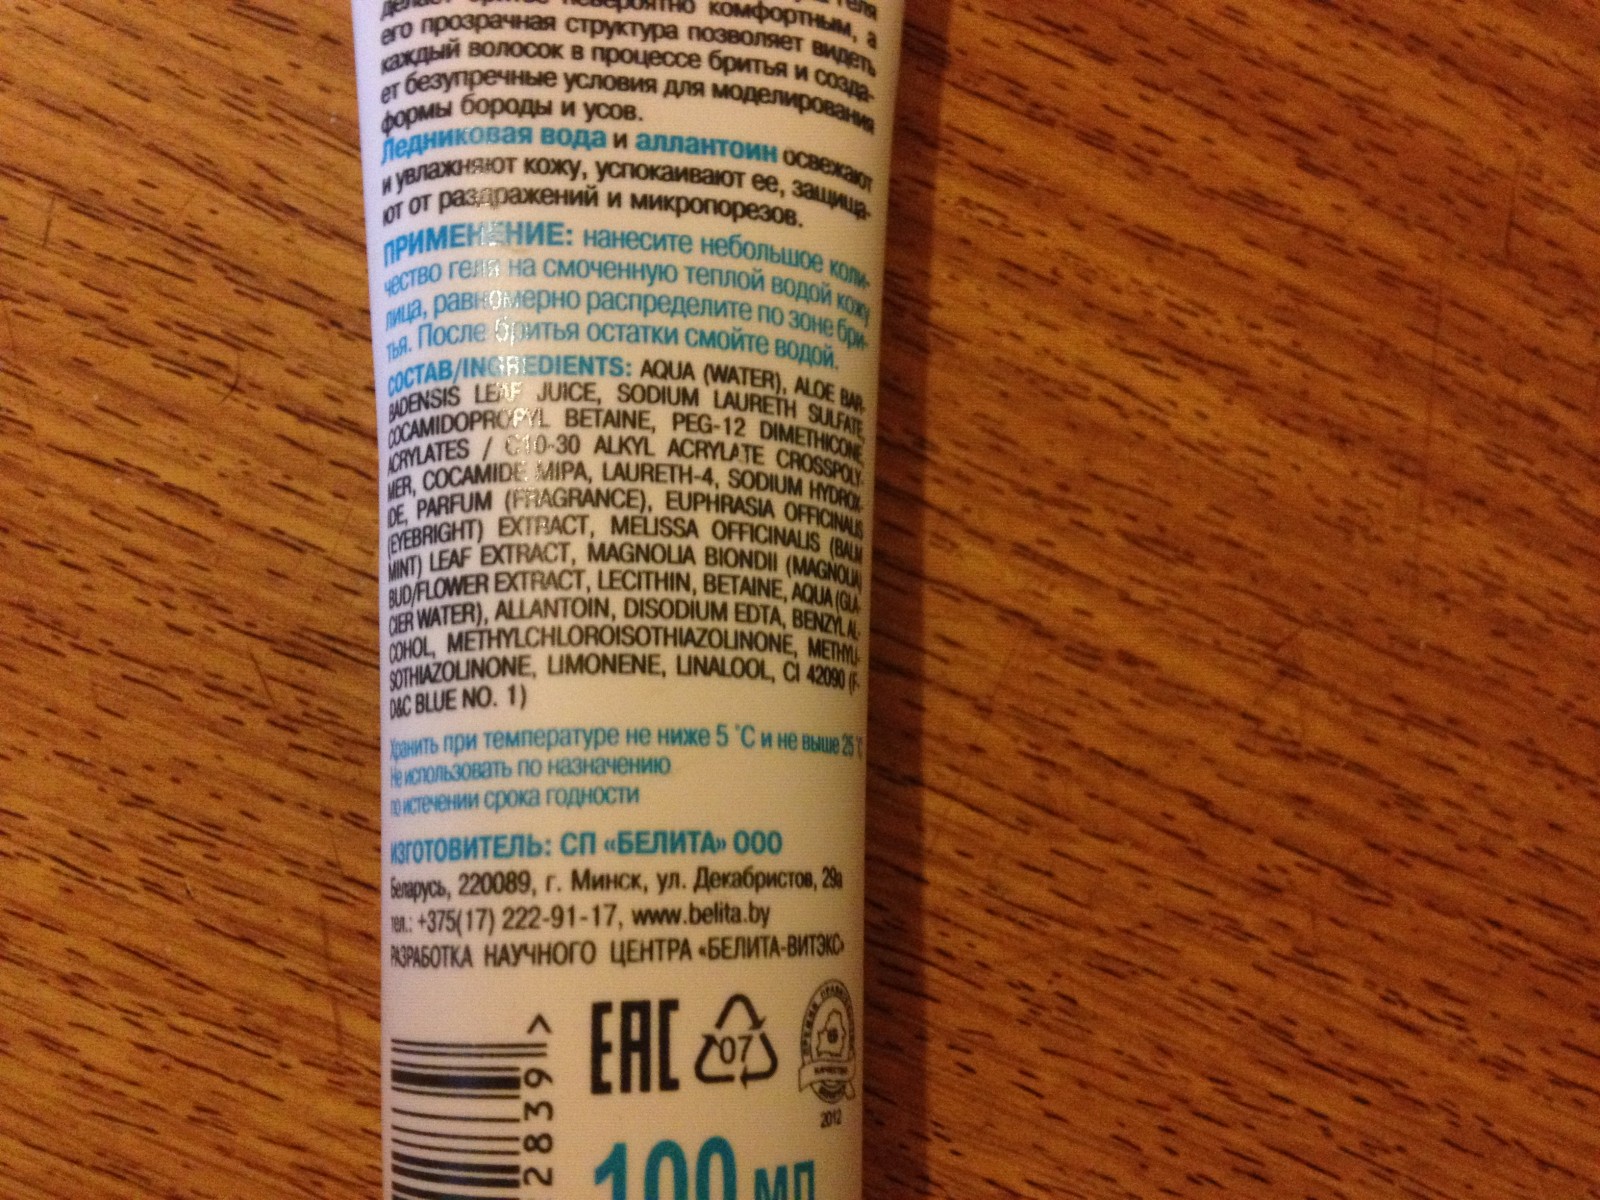 делает бритье невероятно комфортным, а
его прозрачная структура позволяет видеть
каждый волосок в процессе бритья и созда-
ет безупречные условия для моделирования
формы бороды и усов.
Ледниковая вода и аллантоин освежают
и увлажняют кожу, успокаивают ее, защища-
ют от раздражений и микропорезов.
ПРИМЕНЕНИЕ: нанесите небольшое коли-
чество геля на смоченную теплой водой кожу
лица, равномерно распределите по зоне бри-
тья. После бритья остатки смойте водой.
СОСТАВ/INGREDIENTS: AQUA (WATER), ALOE BAR-
BADENSIS LEAF JUICE, SODIUM LAURETH SULFATE,
COCAMIDOPROPYL BETAINE, PEG-12 DIMETHICONE,
ACRYLATES / C10-30 ALKYL ACRYLATE CROSSPOLY-
MER, COCAMIDE MIPA, LAURETH-4, SODIUM HYDROX-
IDE, PARFUM (FRAGRANCE), EUPHRASIA OFFICINALIS
(EYEBRIGHT) EXTRACT, MELISSA OFFICINALIS (BALM
MINT) LEAF EXTRACT, MAGNOLIA BIONDII (MAGNOLIA)
BUD/FLOWER EXTRACT, LECITHIN, BETAINE, AQUA (GLA-
CIER WATER), ALLANTOIN, DISODIUM EDTA, BENZYL AL-
COHOL, METHYLCHLOROISOTHIAZOLINONE, METHYLI-
SOTHIAZOLINONE, LIMONENE, LINALOOL, CI 42090 (F-
D&C BLUE NO. 1)
Хранить при температуре не ниже 5 °C и не выше 25 °C
Не использовать по назначению
по истечении срока годности
ИЗГОТОВИТЕЛЬ: СП «БЕЛИТА» ООО
Беларусь, 220089, г. Минск, ул. Декабристов, 29а
тел.: +375(17) 222-91-17, www.belita.by
РАЗРАБОТКА НАУЧНОГО ЦЕНТРА «БЕЛИТА-ВИТЭКС»
2839 >
EAC
07
2012
100 мл